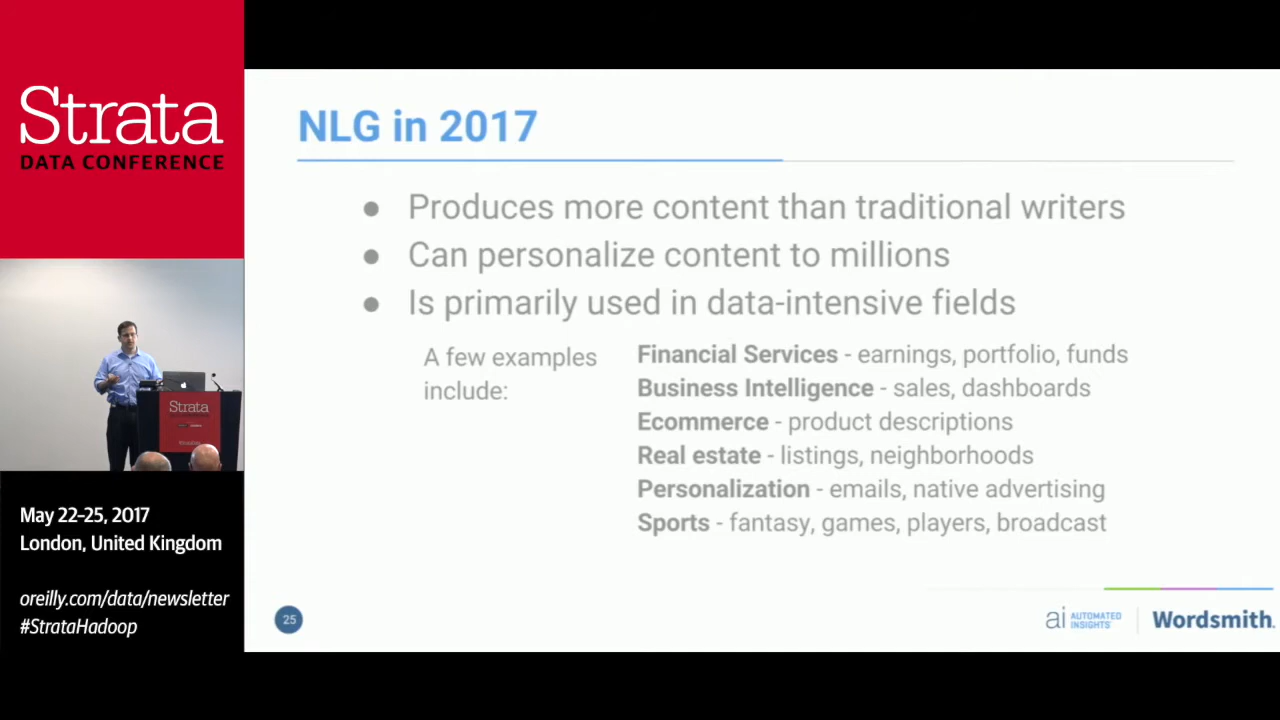 Strata
DATA CONFERENCE
NLG in 2017
● Produces more content than traditional writers
● Can personalize content to millions
● Is primarily used in data-intensive fields
A few examples
include:
Financial Services - earnings, portfolio, funds
Business Intelligence - sales, dashboards
Ecommerce - product descriptions
Real estate - listings, neighborhoods
Personalization - emails, native advertising
Sports - fantasy, games, players, broadcast
Strata
May 22-25, 2017
London, United Kingdom
oreilly.com/data/newsletter
#StrataHadoop
25
ai AUTOMATED
INSIGHTS
Wordsmith.